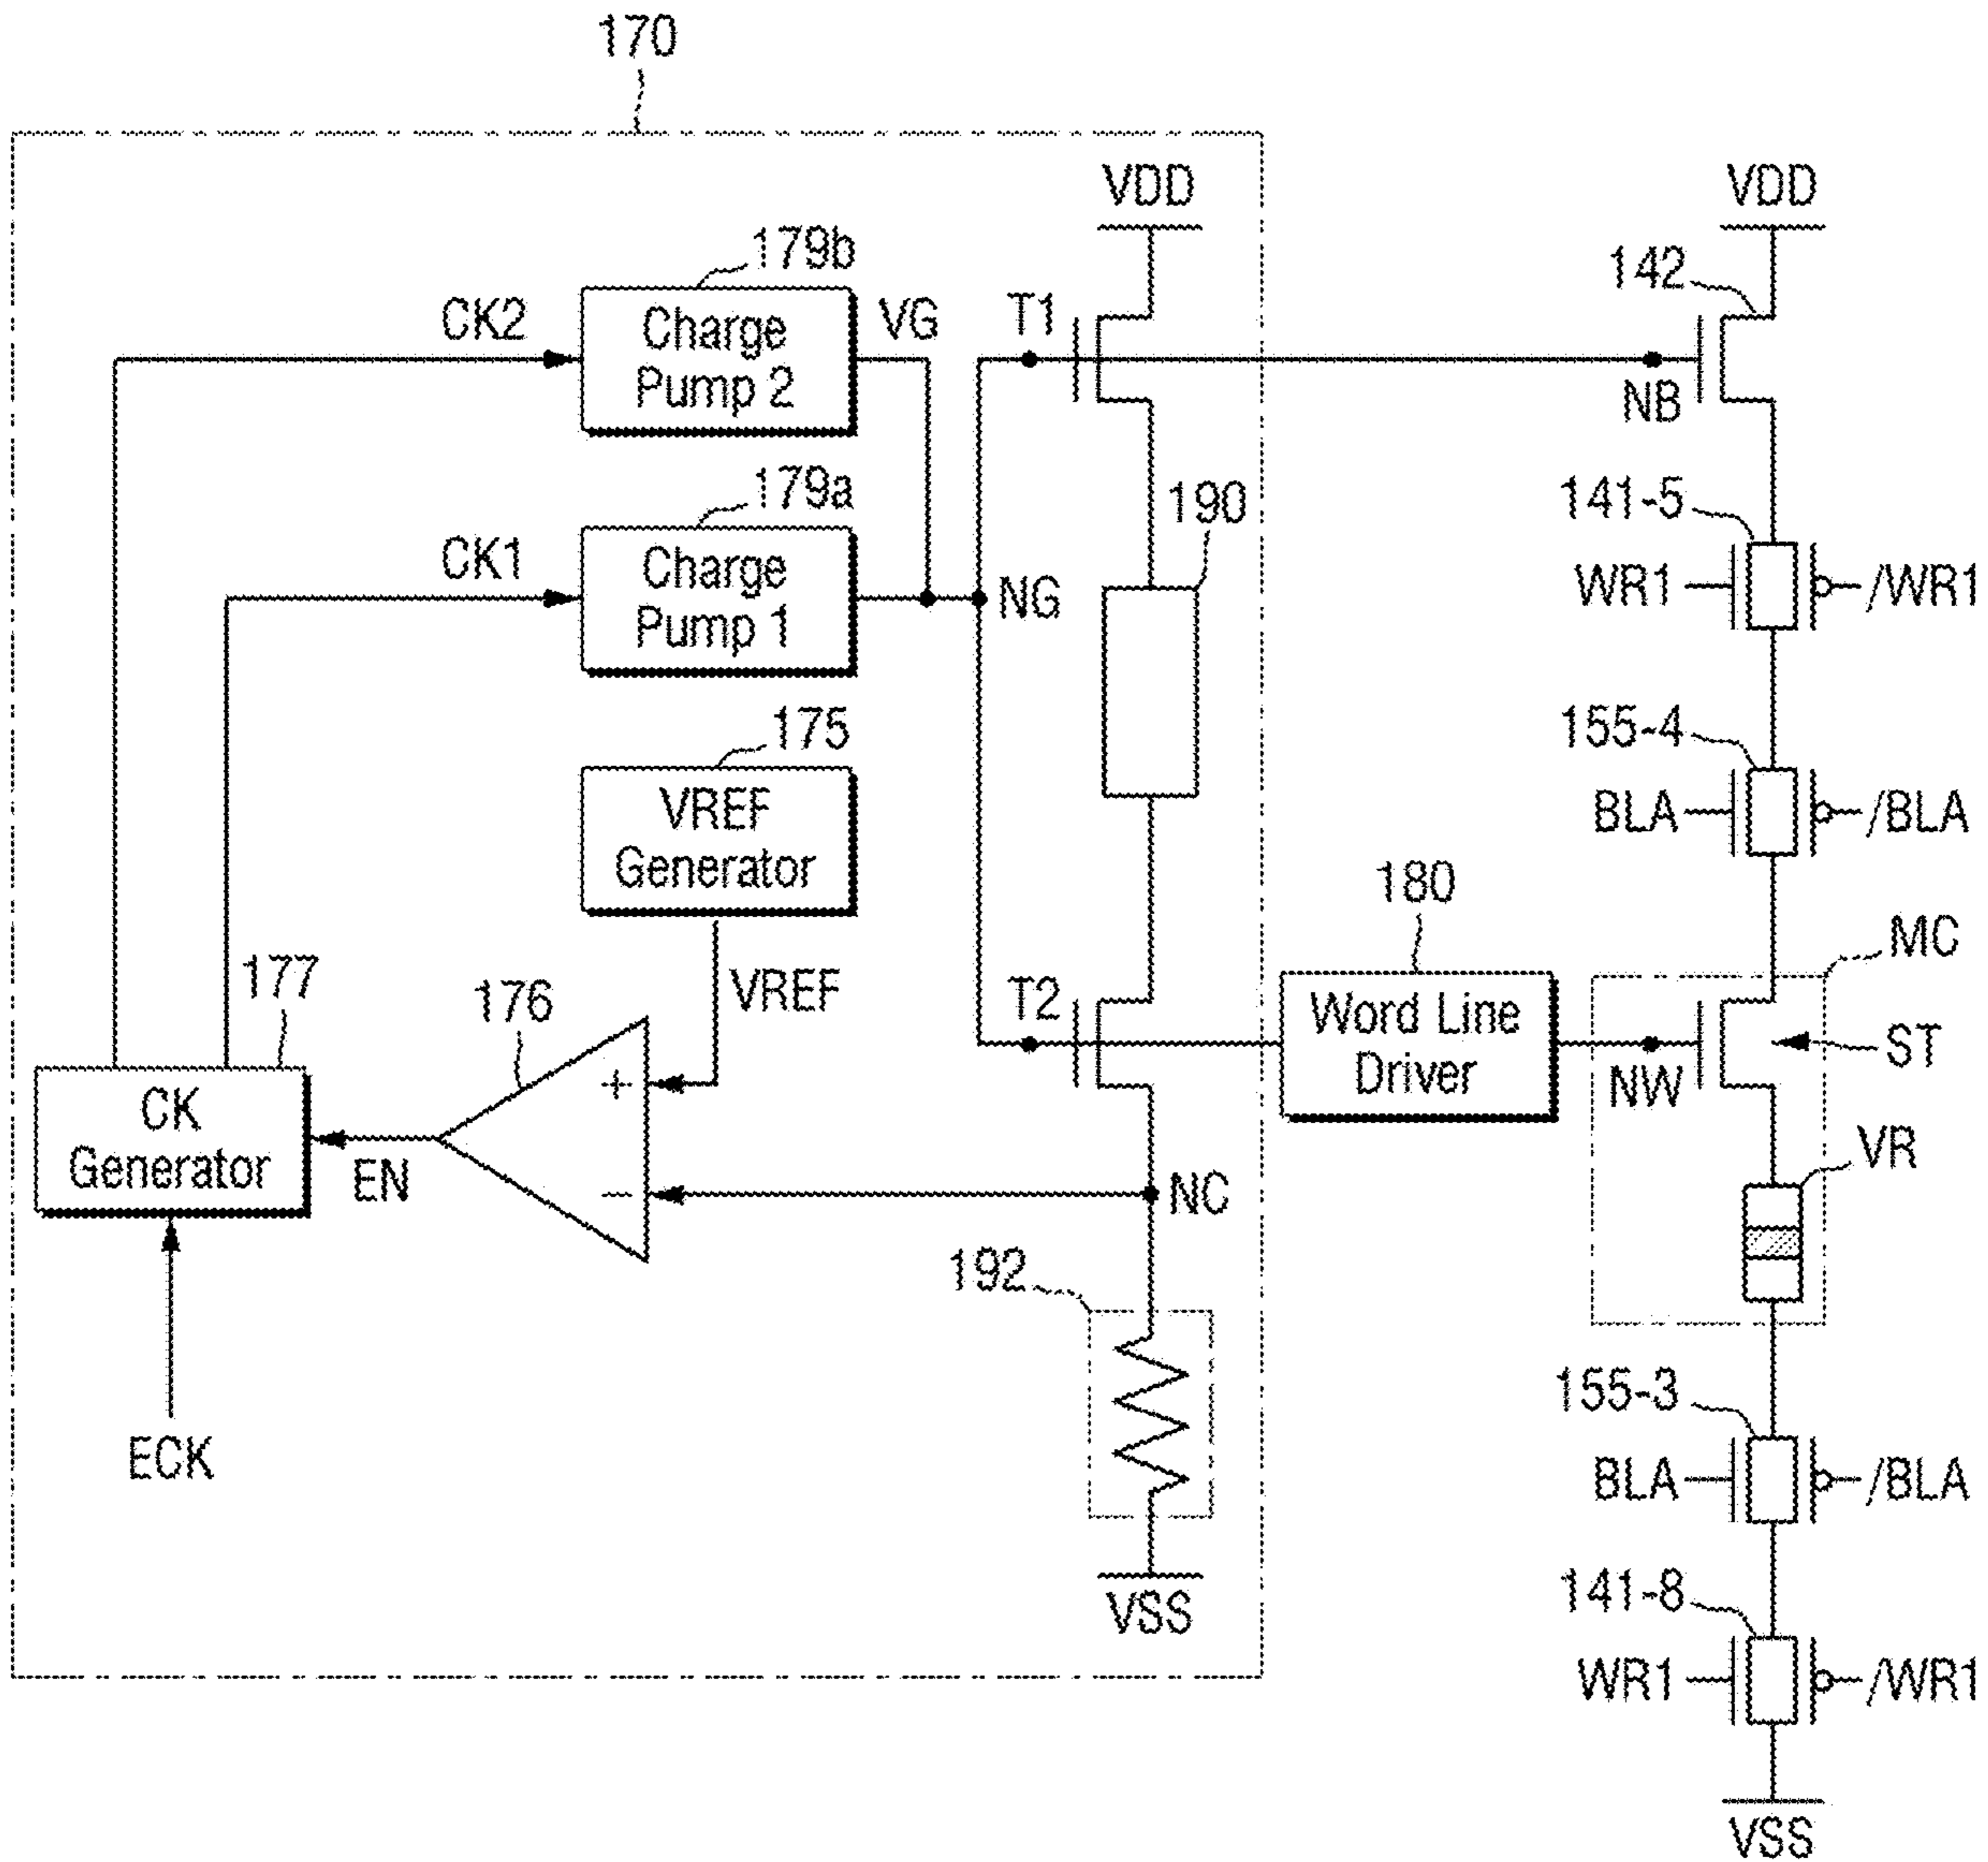 170
VDD
VDD
179b
142
CK2
Charge
Pump 2
VG
T1
NB
179a
190
141-5
CK1
Charge
Pump 1
NG
WR1
/WR1
175
155-4
VREF
Generator
BLA
/BLA
180
MC
177
176
VREF
T2
Word Line
Driver
NW
ST
CK
Generator
EN
+
−
NC
VR
192
155-3
ECK
BLA
/BLA
VSS
141-8
WR1
/WR1
VSS